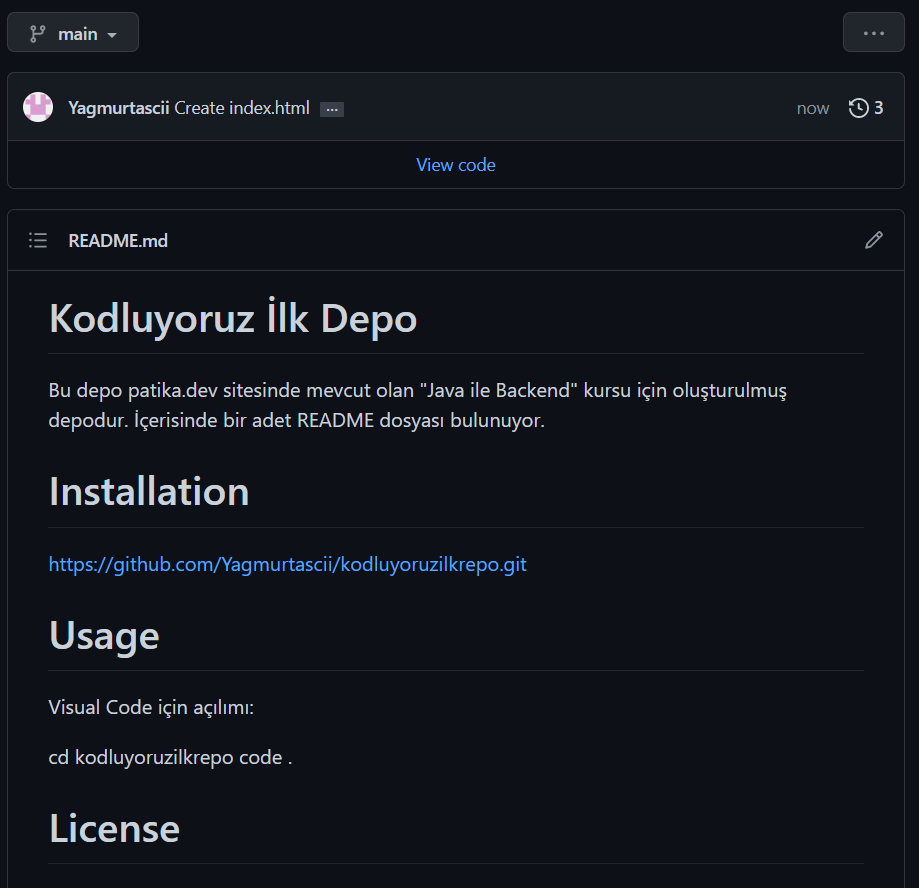 main
Yagmurtascii Create index.html ...
now 3
View code
README.md
Kodluyoruz İlk Depo
Bu depo patika.dev sitesinde mevcut olan "Java ile Backend" kursu için oluşturulmuş
depodur. İçerisinde bir adet README dosyası bulunuyor.
Installation
https://github.com/Yagmurtascii/kodluyoruzilkrepo.git
Usage
Visual Code için açılımı:
cd kodluyoruzilkrepo code .
License